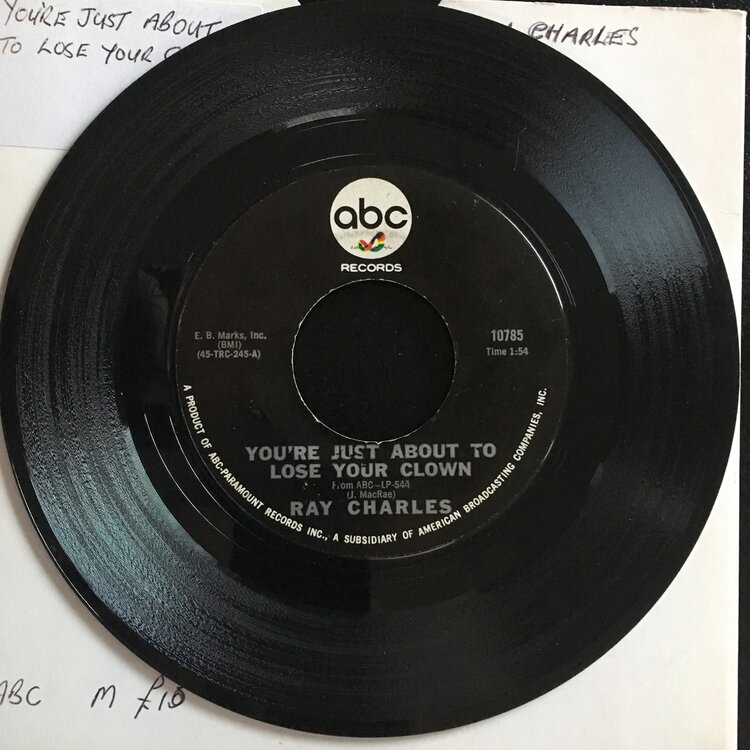 YOU'RE JUST ABOUT
TO LOSE YOUR
CHARLES
abc
RECORDS
E. B. Marks, Inc.
(BMI)
(45-TRC-245-A)
10785
Time 1:54
YOU'RE JUST ABOUT TO
LOSE YOUR CLOWN
From ABC-LP-544
(J. MacRae)
RAY CHARLES
A PRODUCT OF ABC-PARAMOUNT RECORDS INC., A SUBSIDIARY OF AMERICAN BROADCASTING COMPANIES, INC.
ABC M £10